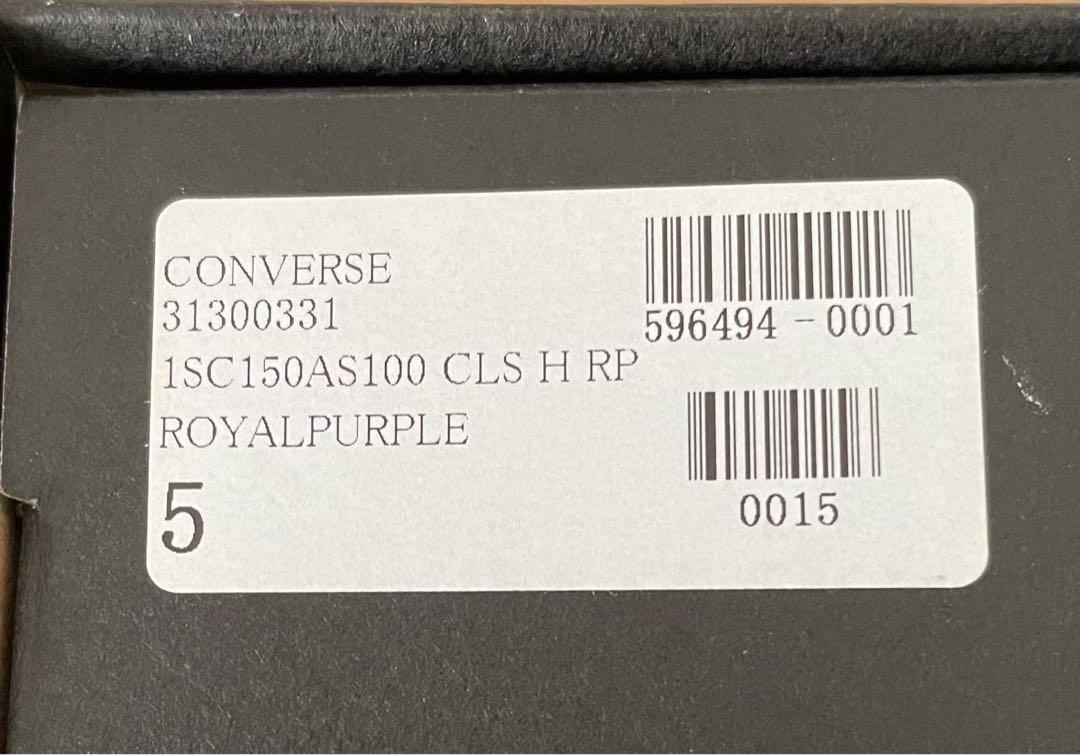 CONVERSE
31300331
1SC150AS100 CLS H RP
ROYALPURPLE
5
596494-0001
0015